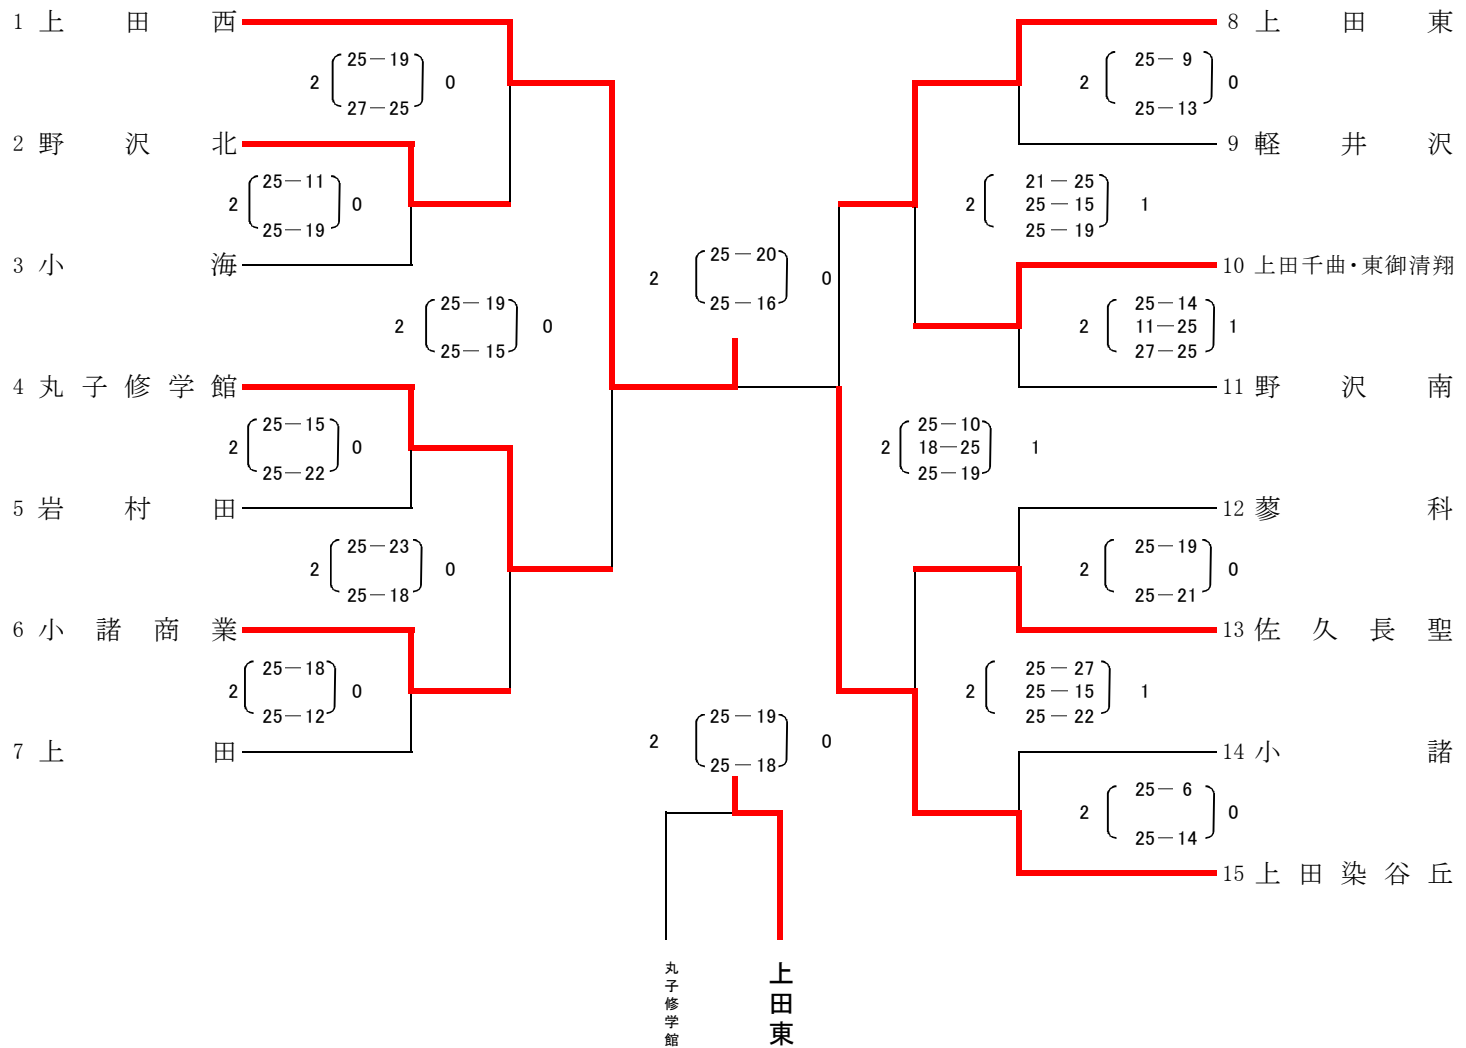 1 上田西
2 25－19 0
27－25
2 野沢北
2 25－11 0
25－19
3 小海
2 25－19 0
25－15
4 丸子修学館
2 25－15 0
25－22
5 岩村田
2 25－23 0
25－18
6 小諸商業
2 25－18 0
25－12
7 上田
2 25－20 0
25－16
8 上田東
2 25－9 0
25－13
9 軽井沢
21－25
2 25－15 1
25－19
10 上田千曲・東御清翔
25－14
2 11－25 1
27－25
11 野沢南
25－10
2 18－25 1
25－19
12 蓼科
2 25－19 0
25－21
13 佐久長聖
25－27
2 25－15 1
25－22
14 小諸
2 25－6 0
25－14
15 上田染谷丘
2 25－19 0
25－18
丸子修学館
上田東